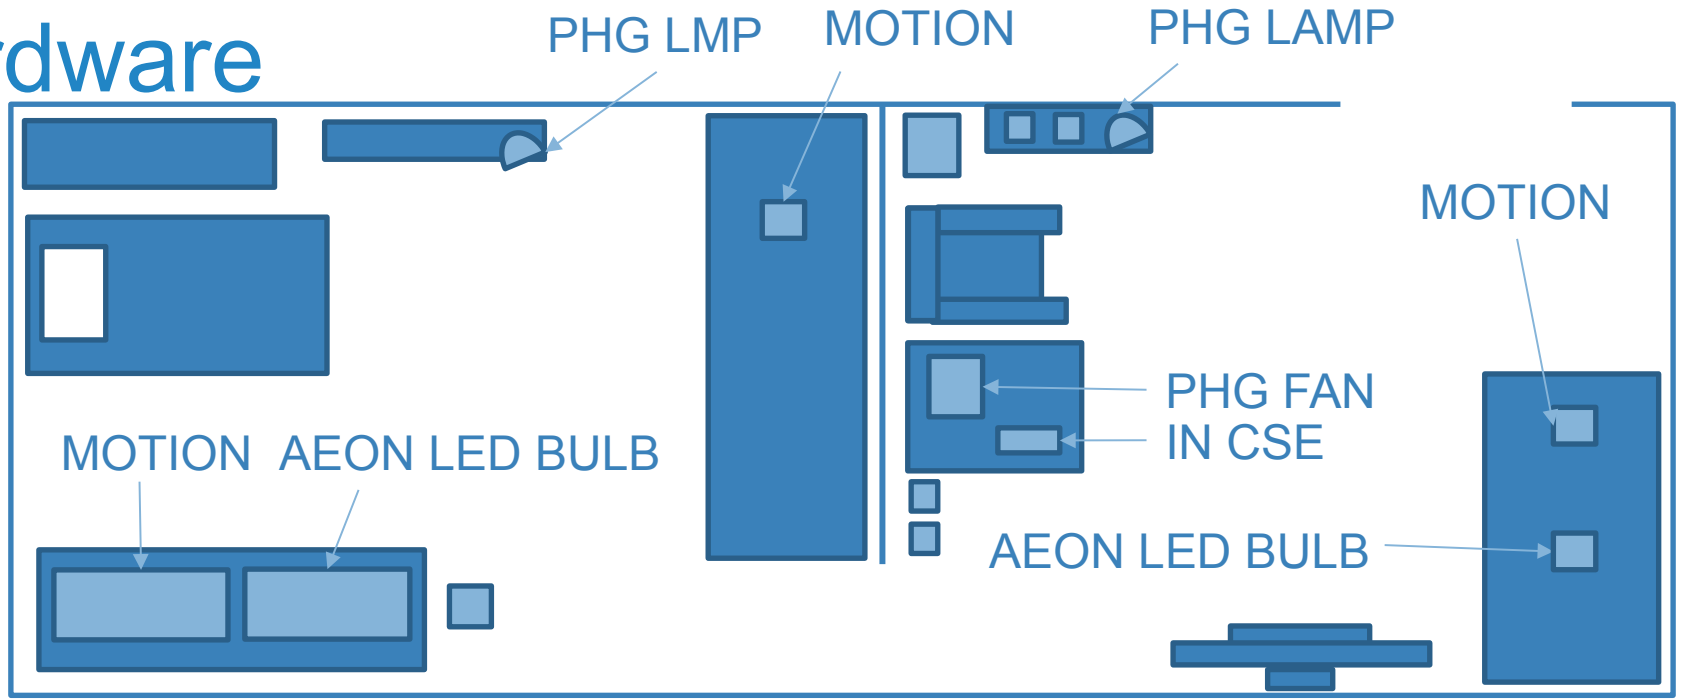 rdware
PHG LMP
MOTION
PHG LAMP
MOTION
PHG FAN
IN CSE
MOTION
AEON LED BULB
AEON LED BULB